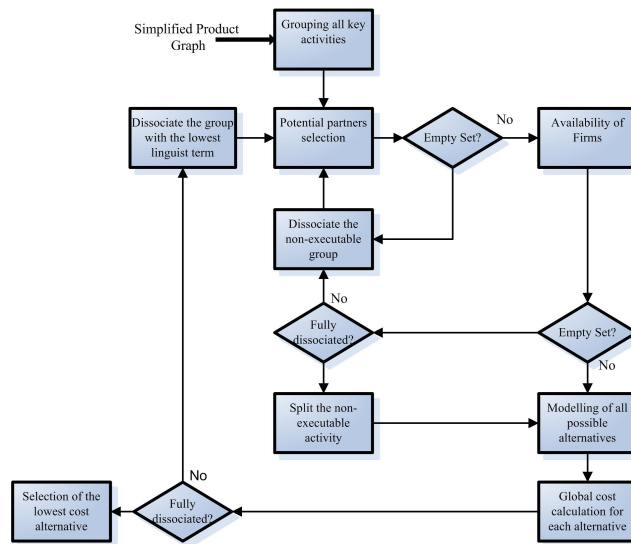 Simplified Product
Graph
Grouping all key
activities
Dissociate the group
with the lowest
linguist term
Potential partners
selection
Empty Set?
No
Availability of
Firms
Dissociate the
non-executable
group
No
Fully
dissociated?
Empty Set?
No
Split the non-
executable
activity
Modelling of all
possible
alternatives
No
Selection of the
lowest cost
alternative
Fully
dissociated?
Global cost
calculation for
each alternative